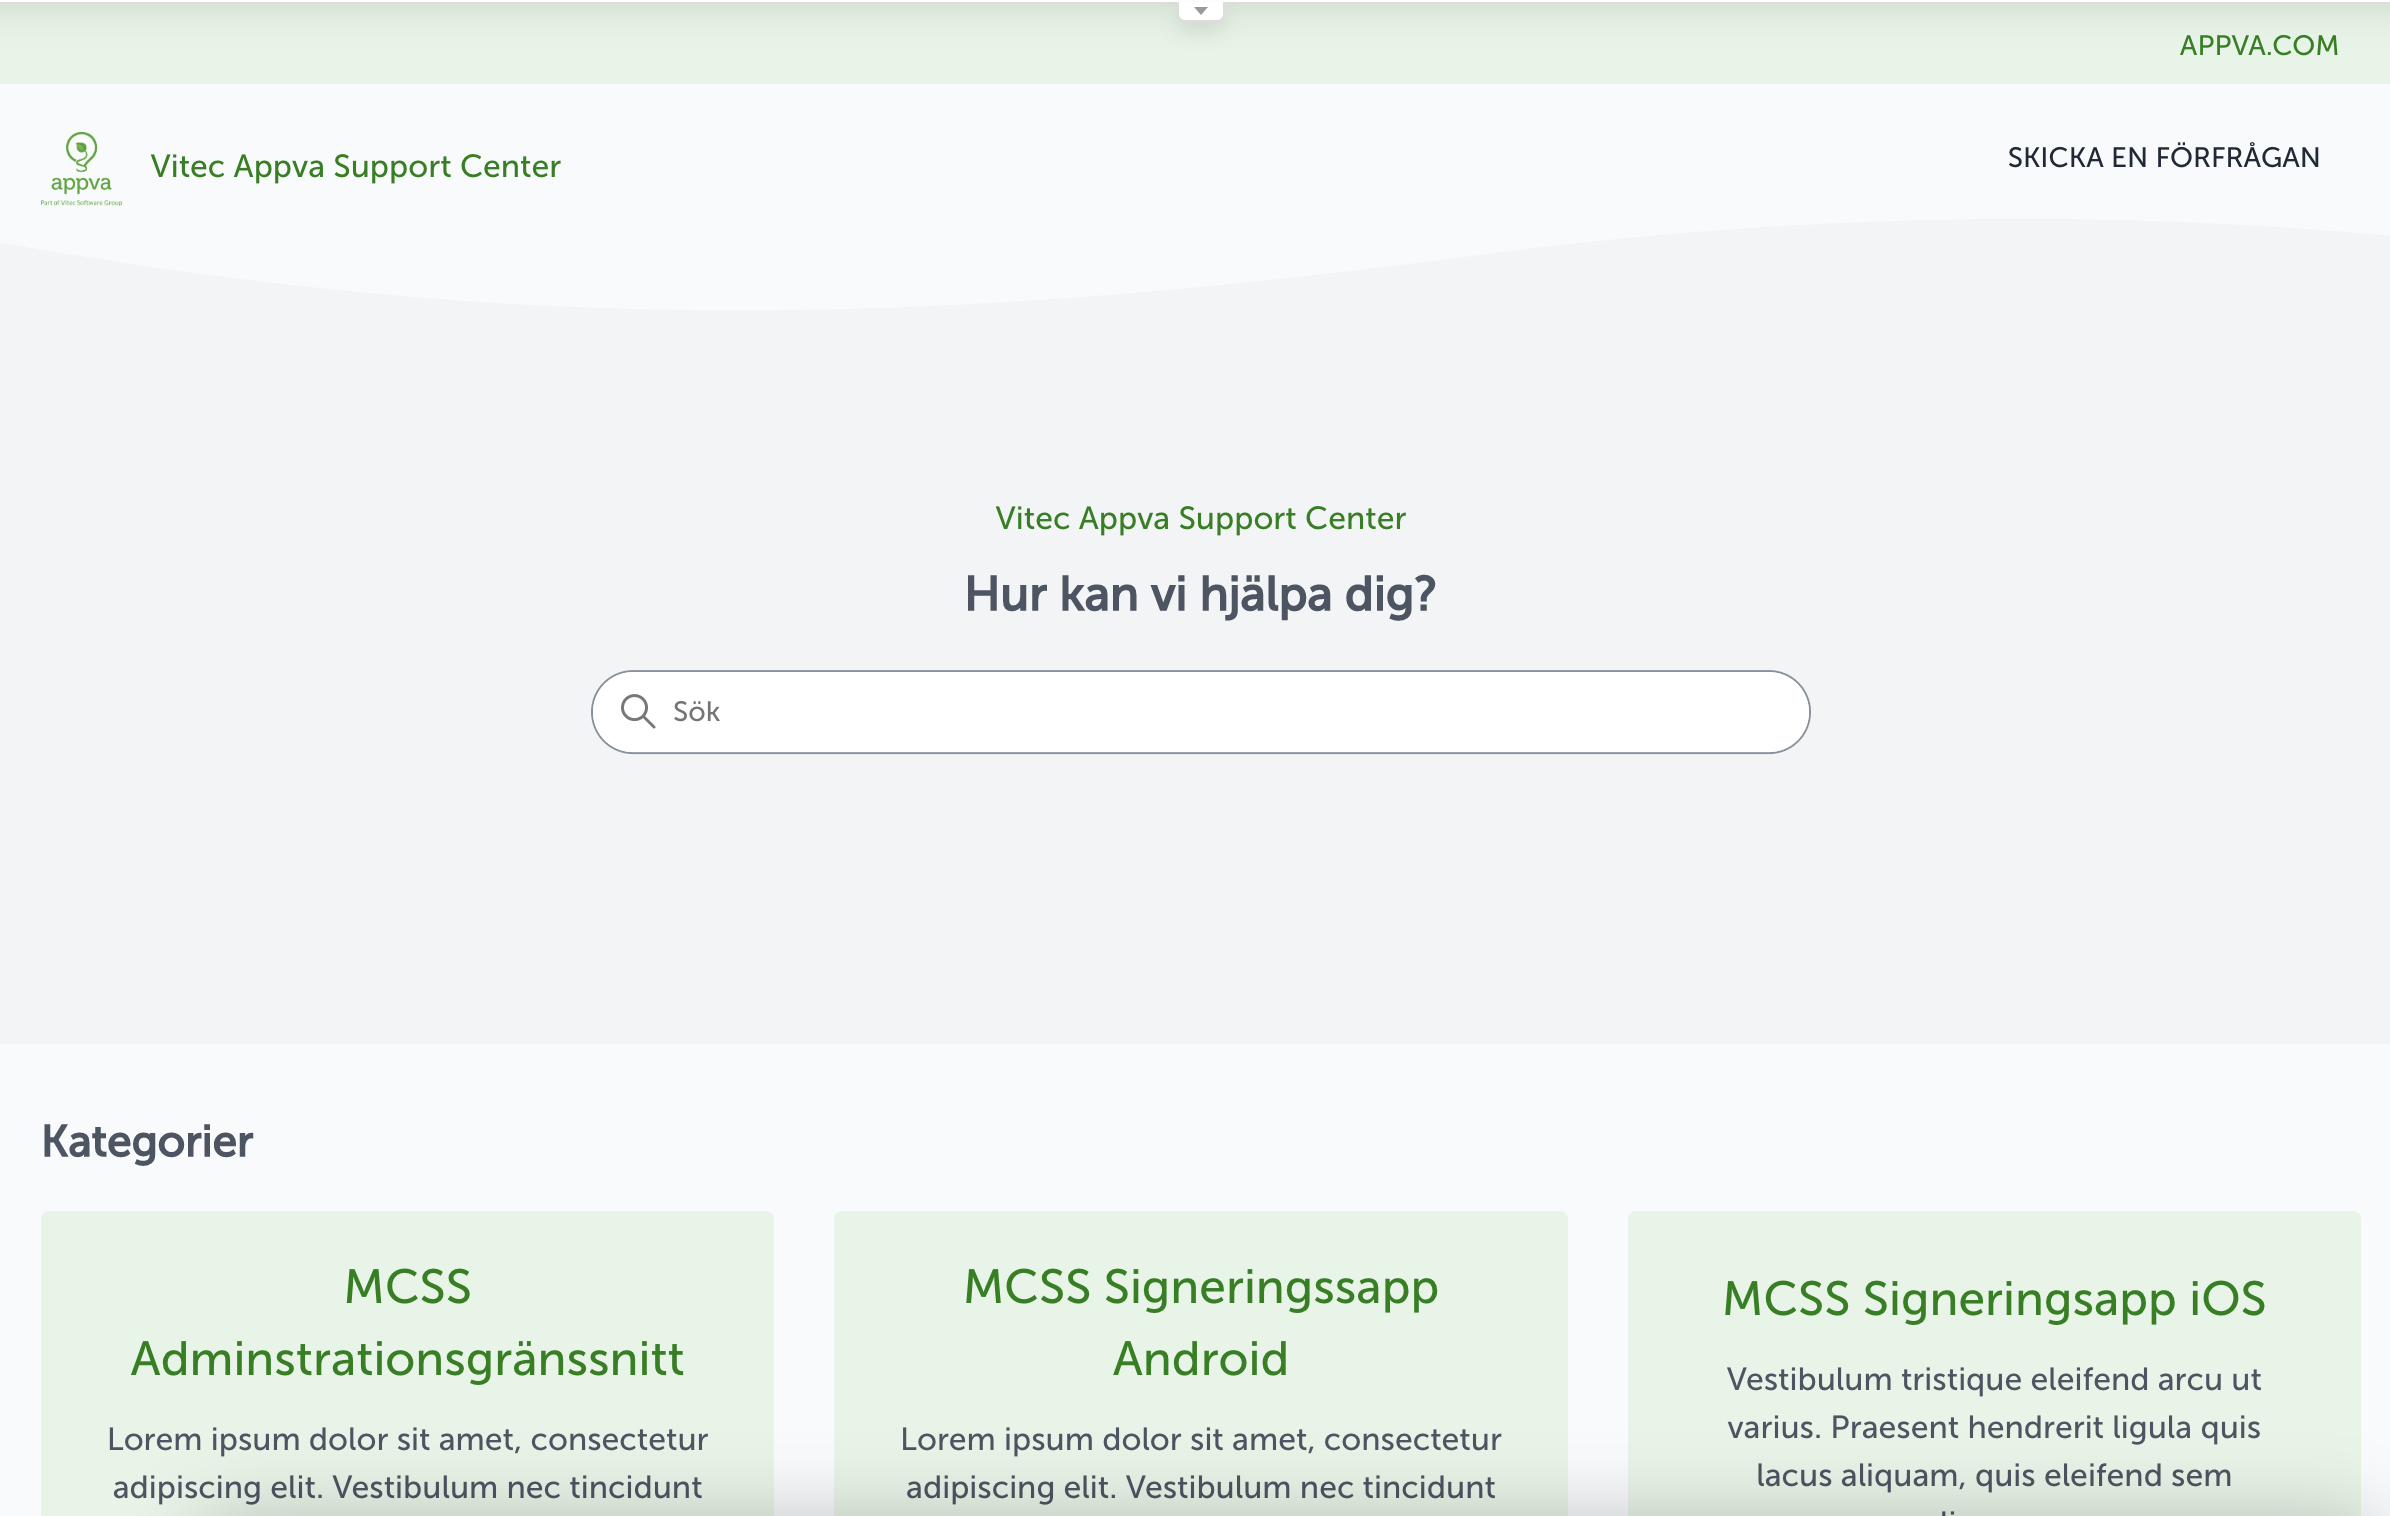 APPVA.COM
appva
Part of Vitec Software Group
Vitec Appva Support Center
SKICKA EN FÖRFRÅGAN
Vitec Appva Support Center
Hur kan vi hjälpa dig?
Sök
Kategorier
MCSS
Adminstrationsgränssnitt
Lorem ipsum dolor sit amet, consectetur
adipiscing elit. Vestibulum nec tincidunt
MCSS Signeringssapp
Android
Lorem ipsum dolor sit amet, consectetur
adipiscing elit. Vestibulum nec tincidunt
MCSS Signeringsapp iOS
Vestibulum tristique eleifend arcu ut
varius. Praesent hendrerit ligula quis
lacus aliquam, quis eleifend sem